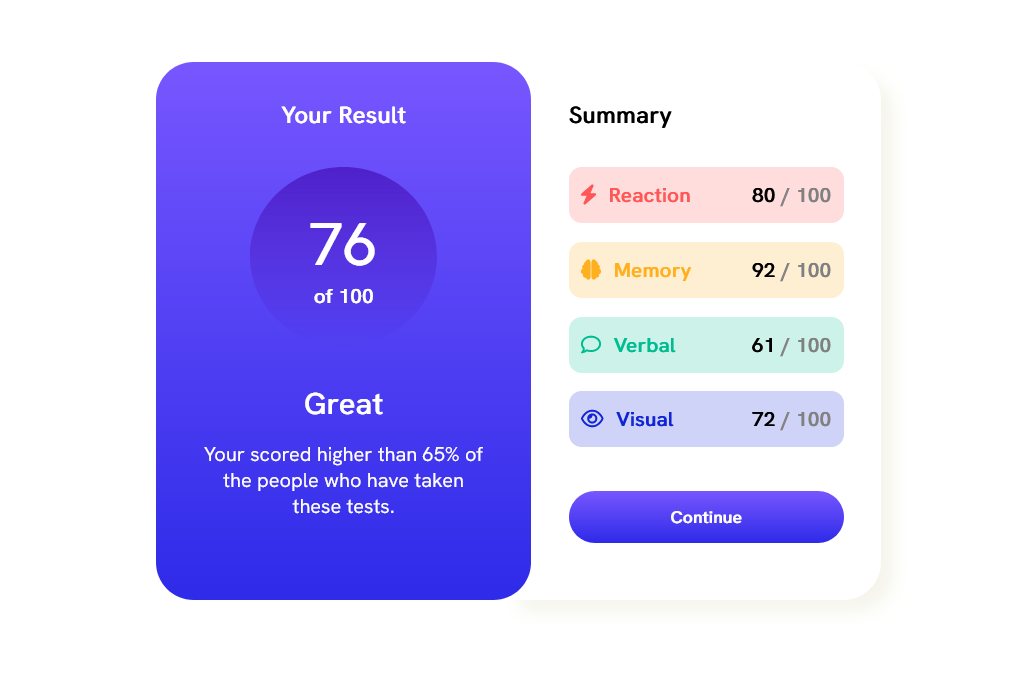 Your Result
76
of 100
Great
Your scored higher than 65% of
the people who have taken
these tests.
Summary
Reaction 80 / 100
Memory 92 / 100
Verbal 61 / 100
Visual 72 / 100
Continue